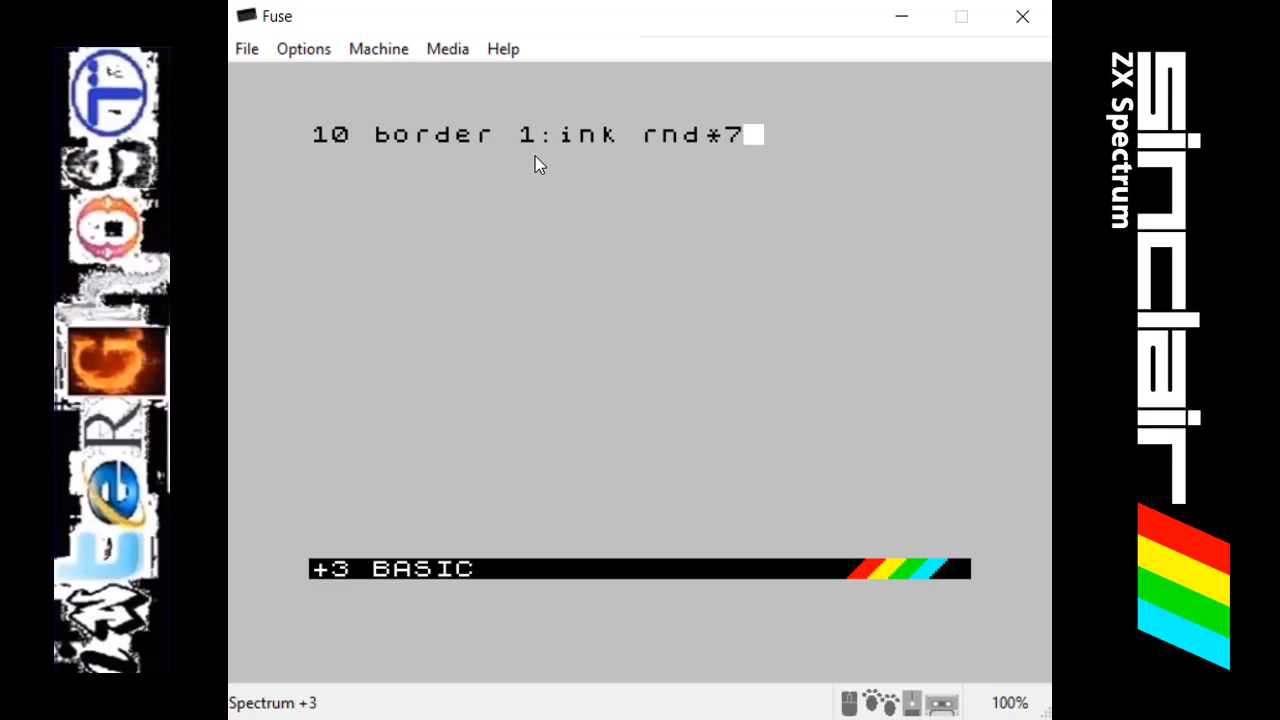 Fuse
File Options Machine Media Help
10 border 1:ink rnd*7
+3 BASIC
Spectrum +3
100%
sinclair
ZX Spectrum